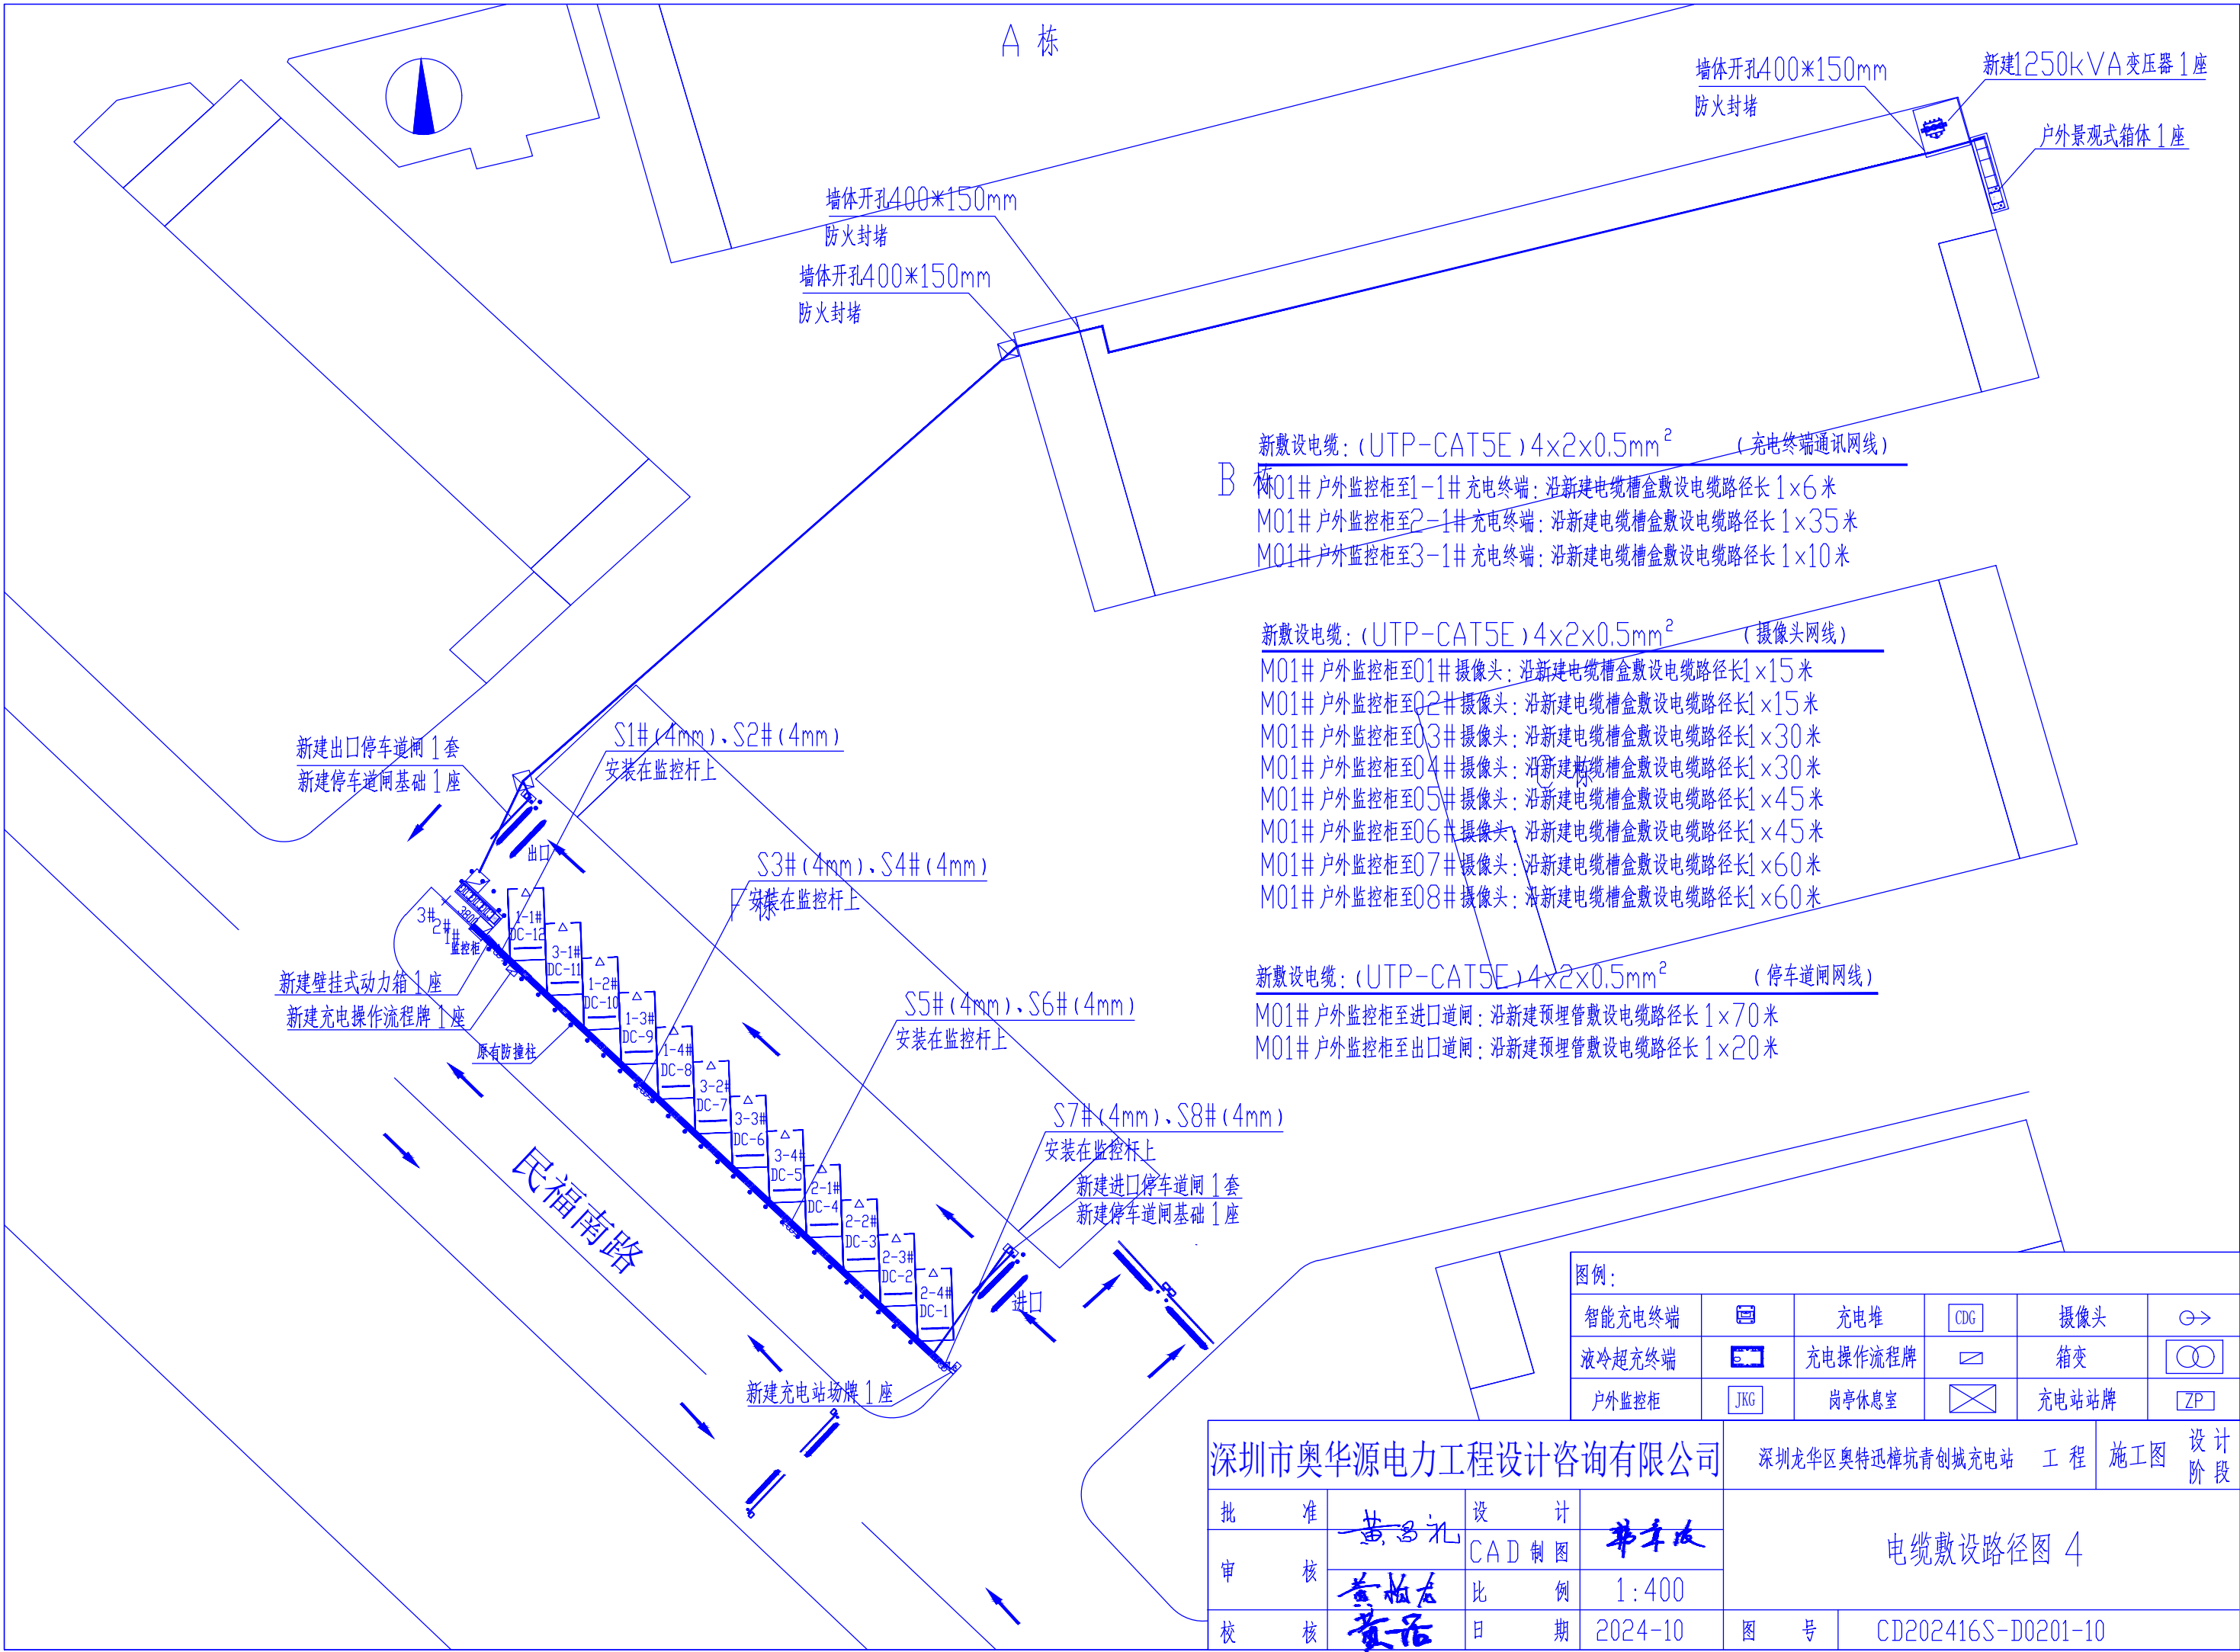 A 栋
墙体开孔400*150mm
防火封堵
新建1250kVA变压器1座
户外景观式箱体1座
墙体开孔400*150mm
防火封堵
墙体开孔400*150mm
防火封堵
B 栋
新敷设电缆:(UTP-CAT5E)4x2x0.5mm² (充电终端通讯网线)
M01#户外监控柜至1-1#充电终端:沿新建电缆槽盒敷设电缆路径长1×6米
M01#户外监控柜至2-1#充电终端:沿新建电缆槽盒敷设电缆路径长1×35米
M01#户外监控柜至3-1#充电终端:沿新建电缆槽盒敷设电缆路径长1×10米
新敷设电缆:(UTP-CAT5E)4x2x0.5mm² (摄像头网线)
M01#户外监控柜至01#摄像头:沿新建电缆槽盒敷设电缆路径长1×15米
M01#户外监控柜至02#摄像头:沿新建电缆槽盒敷设电缆路径长1×15米
M01#户外监控柜至03#摄像头:沿新建电缆槽盒敷设电缆路径长1×30米
M01#户外监控柜至04#摄像头:沿新建电缆槽盒敷设电缆路径长1×30米
C 栋
M01#户外监控柜至05#摄像头:沿新建电缆槽盒敷设电缆路径长1×45米
M01#户外监控柜至06#摄像头:沿新建电缆槽盒敷设电缆路径长1×45米
M01#户外监控柜至07#摄像头:沿新建电缆槽盒敷设电缆路径长1×60米
M01#户外监控柜至08#摄像头:沿新建电缆槽盒敷设电缆路径长1×60米
新敷设电缆:(UTP-CAT5E)4x2x0.5mm² (停车道闸网线)
M01#户外监控柜至进口道闸:沿新建预埋管敷设电缆路径长1×70米
M01#户外监控柜至出口道闸:沿新建预埋管敷设电缆路径长1×20米
新建出口停车道闸1套
新建停车道闸基础1座
S1#(4mm)、S2#(4mm)
安装在监控杆上
出口
S3#(4mm)、S4#(4mm)
安装在监控杆上
F 栋
3#
2#
1#
监控柜
3800
新建壁挂式动力箱1座
新建充电操作流程牌1座
原有防撞柱
1-1#
DC-12
3-1#
DC-11
1-2#
DC-10
1-3#
DC-9
1-4#
DC-8
3-2#
DC-7
3-3#
DC-6
3-4#
DC-5
2-1#
DC-4
2-2#
DC-3
2-3#
DC-2
2-4#
DC-1
S5#(4mm)、S6#(4mm)
安装在监控杆上
S7#(4mm)、S8#(4mm)
安装在监控杆上
新建进口停车道闸1套
新建停车道闸基础1座
进口
民福南路
新建充电站场牌1座
图例:
智能充电终端 充电堆 CDG 摄像头
液冷超充终端 充电操作流程牌 箱变
户外监控柜 JKG 岗亭休息室 充电站站牌 ZP
深圳市奥华源电力工程设计咨询有限公司
深圳龙华区奥特迅樟坑青创城充电站 工 程
施工图 设计阶段
批 准
设 计
审 核
CAD制图
比 例 1:400
校 核
日 期 2024-10
电缆敷设路径图 4
图 号 CD202416S-D0201-10